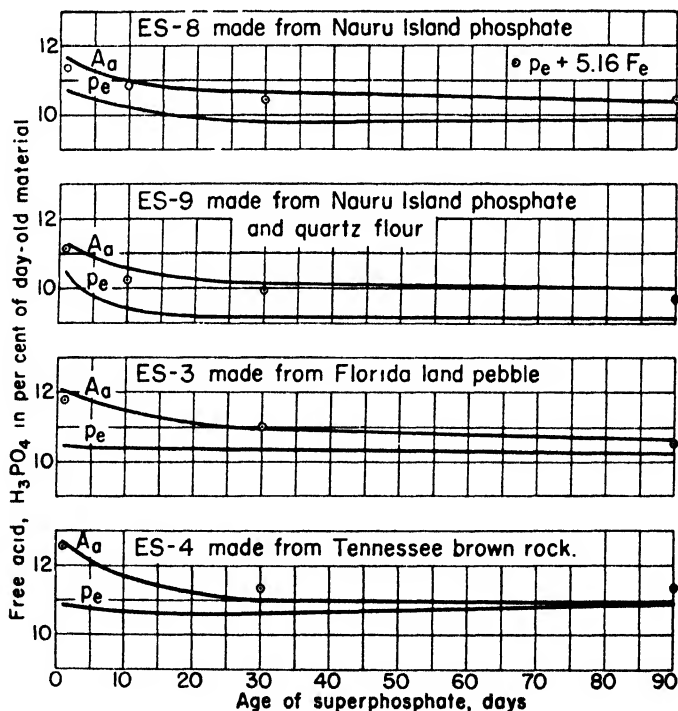 ES-8 made from Nauru Island phosphate
12
Aa
pe
⊙ pe + 5.16 Fe
10
ES-9 made from Nauru Island phosphate
and quartz flour
12
Aa
pe
10
ES-3 made from Florida land pebble
12
Aa
pe
10
ES-4 made from Tennessee brown rock.
12
Aa
pe
10
0 10 20 30 40 50 60 70 80 90
Age of superphosphate, days
Free acid, H3PO4 in per cent of day-old material